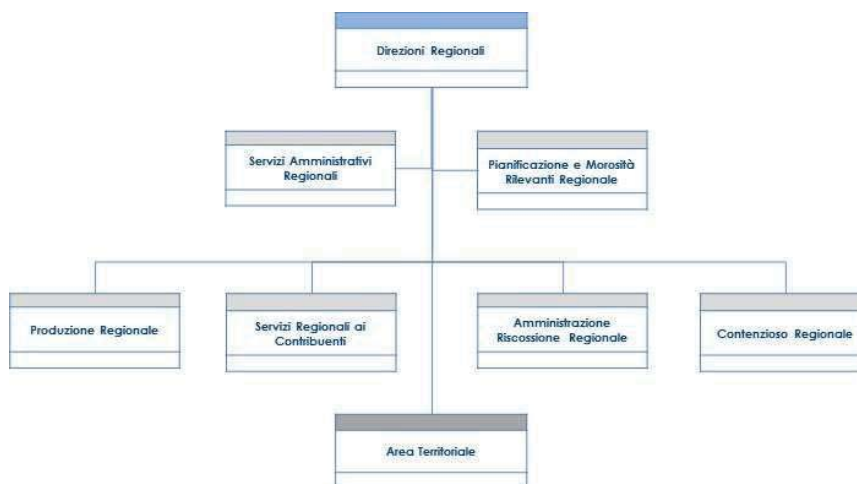 Direzioni Regionali
Servizi Amministrativi
Regionali
Pianificazione e Morosità
Rilevanti Regionale
Produzione Regionale
Servizi Regionali ai
Contribuenti
Amministrazione
Riscossione Regionale
Contenzioso Regionale
Area Territoriale